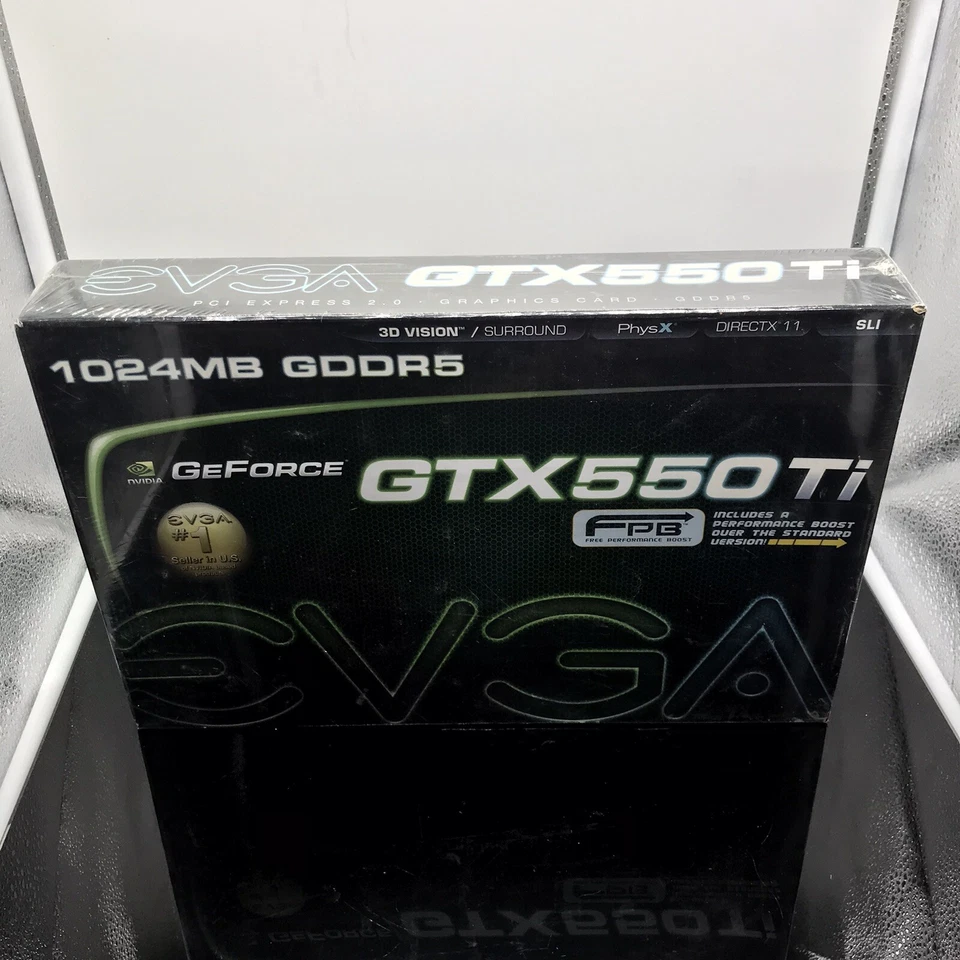 EVGA GTX550Ti
PCI EXPRESS 2.0 · GRAPHICS CARD · GDDR5
3D VISION™ / SURROUND PhysX DIRECTX 11 SLI
1024MB GDDR5
NVIDIA GEFORCE GTX550Ti
EVGA
#1
Seller in U.S.
FPB
FREE PERFORMANCE BOOST
INCLUDES A
PERFORMANCE BOOST
OVER THE STANDARD
VERSION!
EVGA